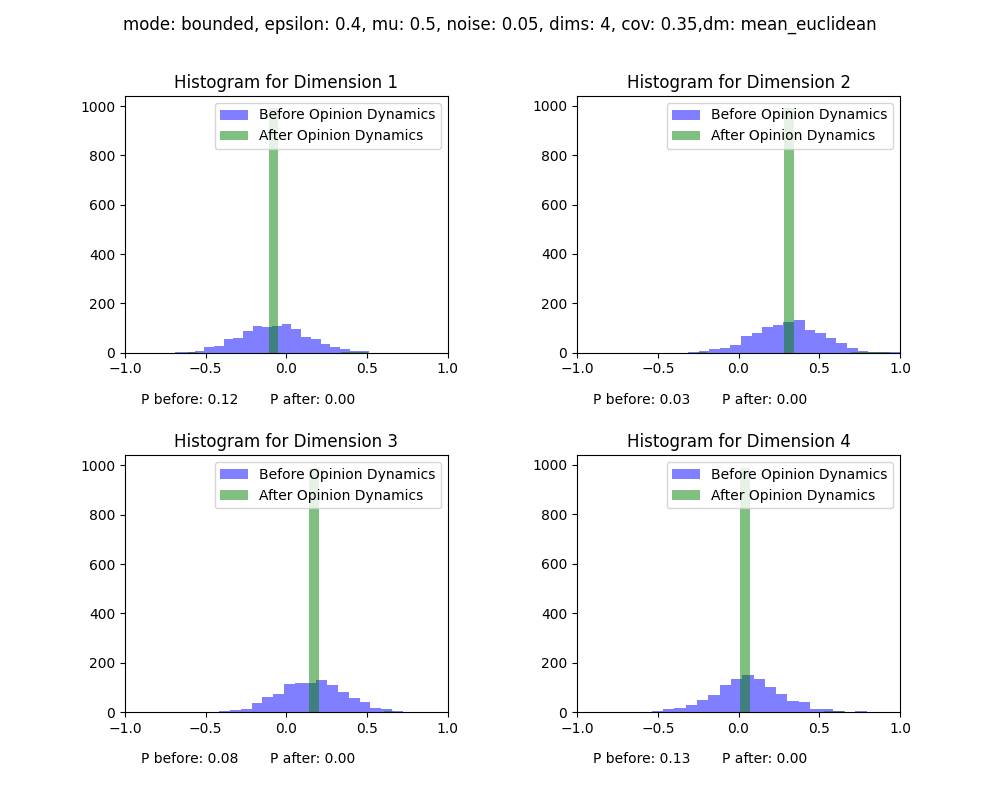 mode: bounded, epsilon: 0.4, mu: 0.5, noise: 0.05, dims: 4, cov: 0.35,dm: mean_euclidean
Histogram for Dimension 1
Before Opinion Dynamics
After Opinion Dynamics
1000
800
600
400
200
0
−1.0 −0.5 0.0 0.5 1.0
P before: 0.12 P after: 0.00
Histogram for Dimension 2
Before Opinion Dynamics
After Opinion Dynamics
1000
800
600
400
200
0
−1.0 −0.5 0.0 0.5 1.0
P before: 0.03 P after: 0.00
Histogram for Dimension 3
Before Opinion Dynamics
After Opinion Dynamics
1000
800
600
400
200
0
−1.0 −0.5 0.0 0.5 1.0
P before: 0.08 P after: 0.00
Histogram for Dimension 4
Before Opinion Dynamics
After Opinion Dynamics
1000
800
600
400
200
0
−1.0 −0.5 0.0 0.5 1.0
P before: 0.13 P after: 0.00